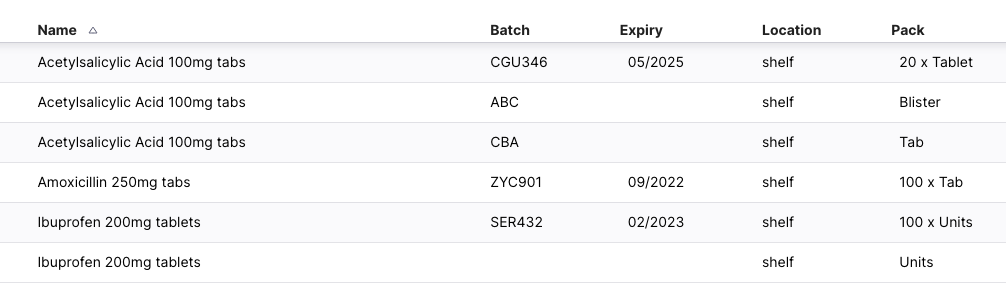 Name Batch Expiry Location Pack
Acetylsalicylic Acid 100mg tabs CGU346 05/2025 shelf 20 x Tablet
Acetylsalicylic Acid 100mg tabs ABC shelf Blister
Acetylsalicylic Acid 100mg tabs CBA shelf Tab
Amoxicillin 250mg tabs ZYC901 09/2022 shelf 100 x Tab
Ibuprofen 200mg tablets SER432 02/2023 shelf 100 x Units
Ibuprofen 200mg tablets shelf Units